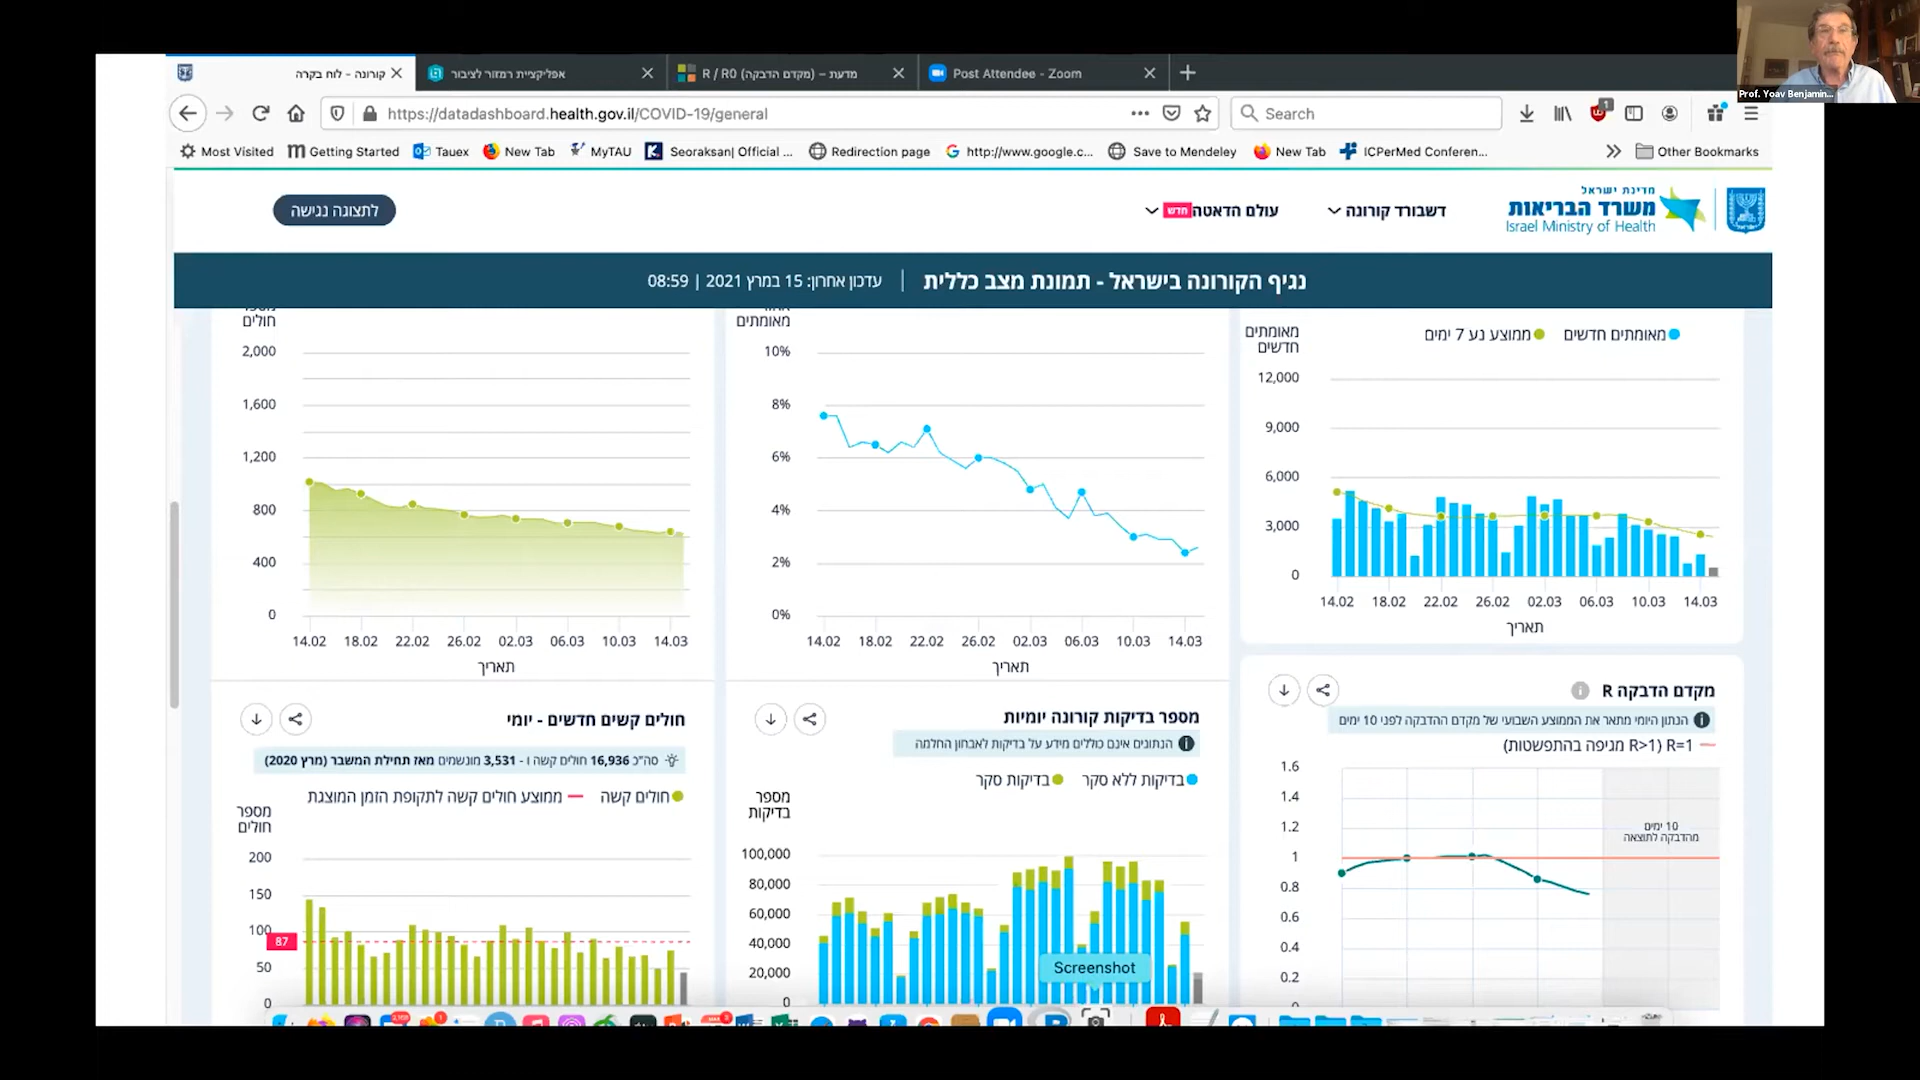 Prof. Yoav Benjamin...
קורונה - לוח בקרה
אפליקציית רמזור לציבור
מדעת – (מקדם הדבקה) R / R0
Post Attendee - Zoom
https://datadashboard.health.gov.il/COVID-19/general
Search
1
Most Visited
Getting Started
Tauex
New Tab
MyTAU
Seoraksan| Official ...
Redirection page
http://www.google.c...
Save to Mendeley
New Tab
ICPerMed Conferen...
Other Bookmarks
מדינת ישראל
משרד הבריאות
Israel Ministry of Health
דשבורד קורונה
עולם הדאטה חדש
לתצוגה נגישה
נגיף הקורונה בישראל - תמונת מצב כללית | עדכון אחרון: 15 במרץ 2021 | 08:59
מאומתים חדשים
ממוצע נע 7 ימים
מאומתים
חדשים
12,000
9,000
6,000
3,000
0
14.02 18.02 22.02 26.02 02.03 06.03 10.03 14.03
תאריך
מאומתים
10%
8%
6%
4%
2%
0%
14.02 18.02 22.02 26.02 02.03 06.03 10.03 14.03
תאריך
חולים
2,000
1,600
1,200
800
400
0
14.02 18.02 22.02 26.02 02.03 06.03 10.03 14.03
תאריך
מקדם הדבקה R
הנתון היומי מתאר את הממוצע השבועי של מקדם ההדבקה לפני 10 ימים
R=1 (R>1 מגיפה בהתפשטות)
1.6
1.4
1.2
1
0.8
0.6
0.4
0.2
0
10 ימים
מהדבקה לתוצאה
מספר בדיקות קורונה יומיות
הנתונים אינם כוללים מידע על בדיקות לאבחון החלמה
בדיקות ללא סקר
בדיקות סקר
מספר
בדיקות
100,000
80,000
60,000
40,000
20,000
0
Screenshot
חולים קשים חדשים - יומי
סה"כ 16,936 חולים קשה ו - 3,531 מונשמים מאז תחילת המשבר (מרץ 2020)
חולים קשה
ממוצע חולים קשה לתקופת הזמן המוצגת
מספר
חולים
200
150
100
87
50
0